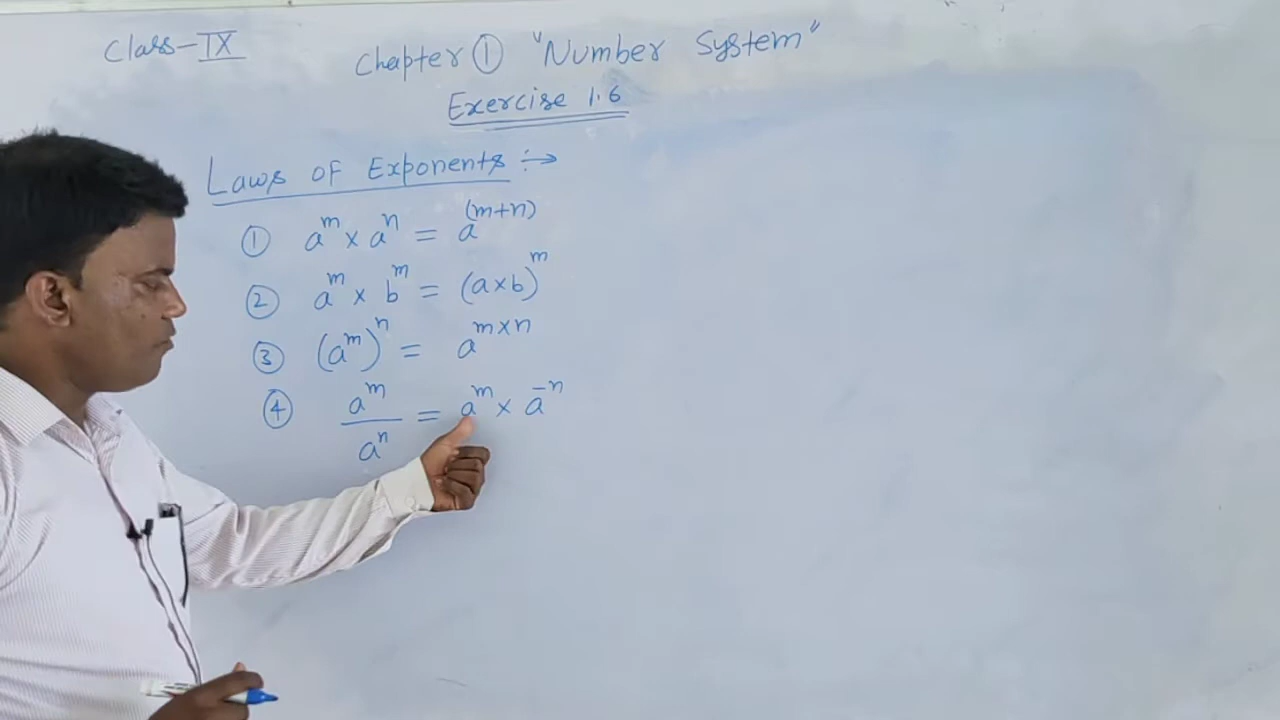 Class-IX
Chapter ① "Number System"
Exercise 1.6
Laws of Exponents :→
① a^m × a^n = a^(m+n)
② a^m × b^m = (a×b)^m
③ (a^m)^n = a^m×n
④ a^m / a^n = a^m × a^-n